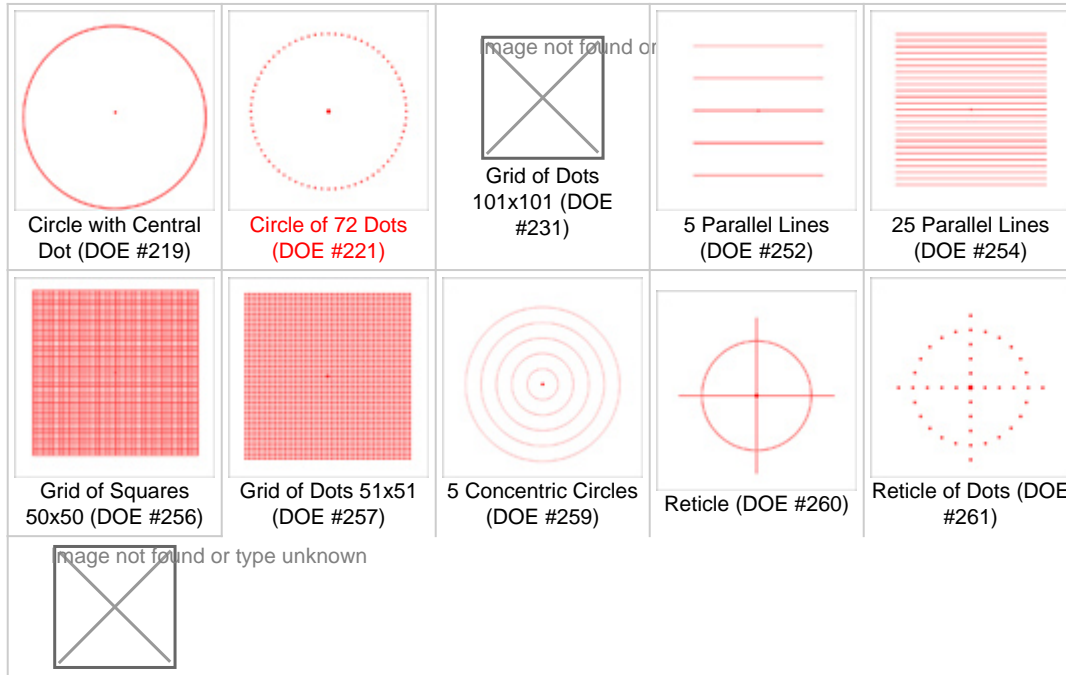 Circle with Central
Dot (DOE #219)
Circle of 72 Dots
(DOE #221)
Image not found or
Grid of Dots
101x101 (DOE
#231)
5 Parallel Lines
(DOE #252)
25 Parallel Lines
(DOE #254)
Grid of Squares
50x50 (DOE #256)
Grid of Dots 51x51
(DOE #257)
5 Concentric Circles
(DOE #259)
Reticle (DOE #260)
Reticle of Dots (DOE
#261)
Image not found or type unknown